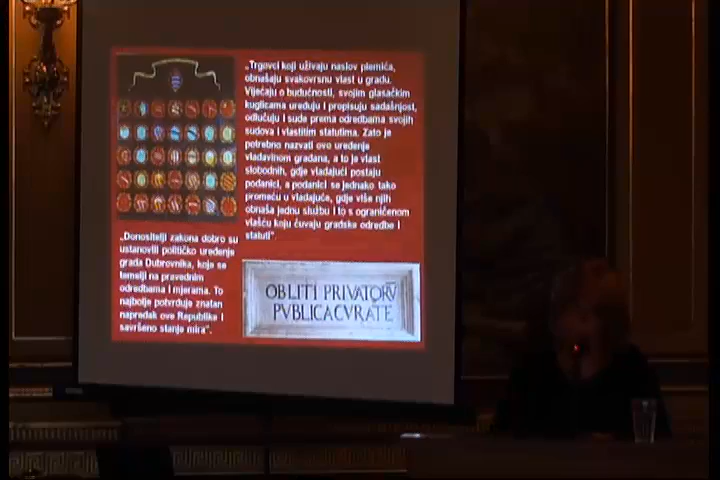 „Trgovci koji uživaju naslov plemića,
obnašaju svakovrsnu vlast u gradu.
Vijećaju o budućnosti, svojim glasačkim
kuglicama uređuju i propisuju sadašnjost,
odlučuju i sude prema odredbama svojih
sudova i vlastitim statutima. Zato je
potrebno nazvati ovo uređenje
vladavinom građana, a to je vlast
slobodnih, gdje vladajući postaju
podanici, a podanici se jednako tako
promeću u vladajuće, gdje više njih
obnaša jednu službu i to s ograničenom
vlašću koju čuvaju gradske odredbe i
statuti“.
„Donositelji zakona dobro su
ustanovili političko uređenje
grada Dubrovnika, koje se
temelji na pravednim
odredbama i mjerama. To
najbolje potvrđuje znatan
napredak ove Republike i
savršeno stanje mira“.
OBLITI PRIVATORV
PVBLICA CVRATE